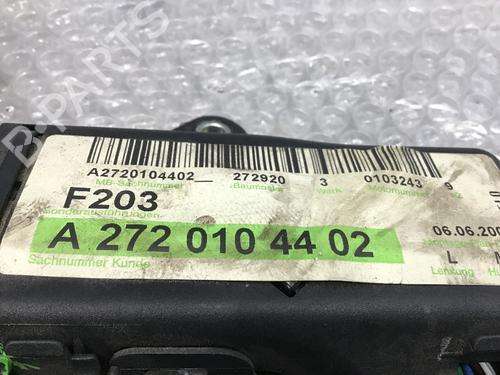 A2720104402 272920 3 0103243 9
MB-Sachnummer Baumuster Werk Motornummer
F203
Sonderausführungen
A 272 010 44 02
06.06.200
Sachnummer Kunde
L
Lenkung
B-PARTS